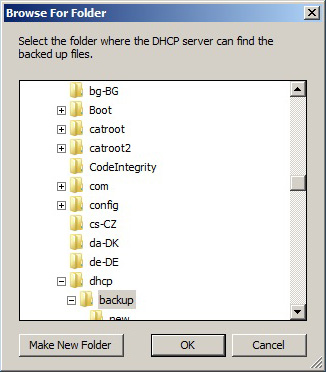 Browse For Folder
Select the folder where the DHCP server can find the
backed up files.
bg-BG
Boot
catroot
catroot2
CodeIntegrity
com
config
cs-CZ
da-DK
de-DE
dhcp
backup
new
Make New Folder
OK
Cancel